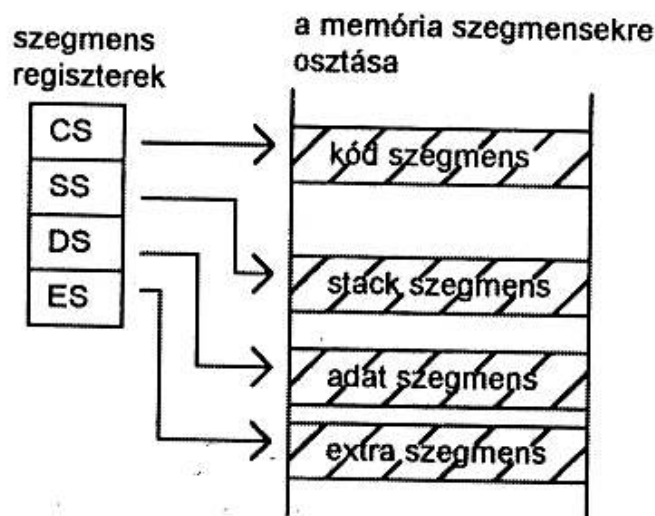 szegmens
regiszterek
a memória szegmensekre
osztása
CS
SS
DS
ES
kód szegmens
stack szegmens
adat szegmens
extra szegmens